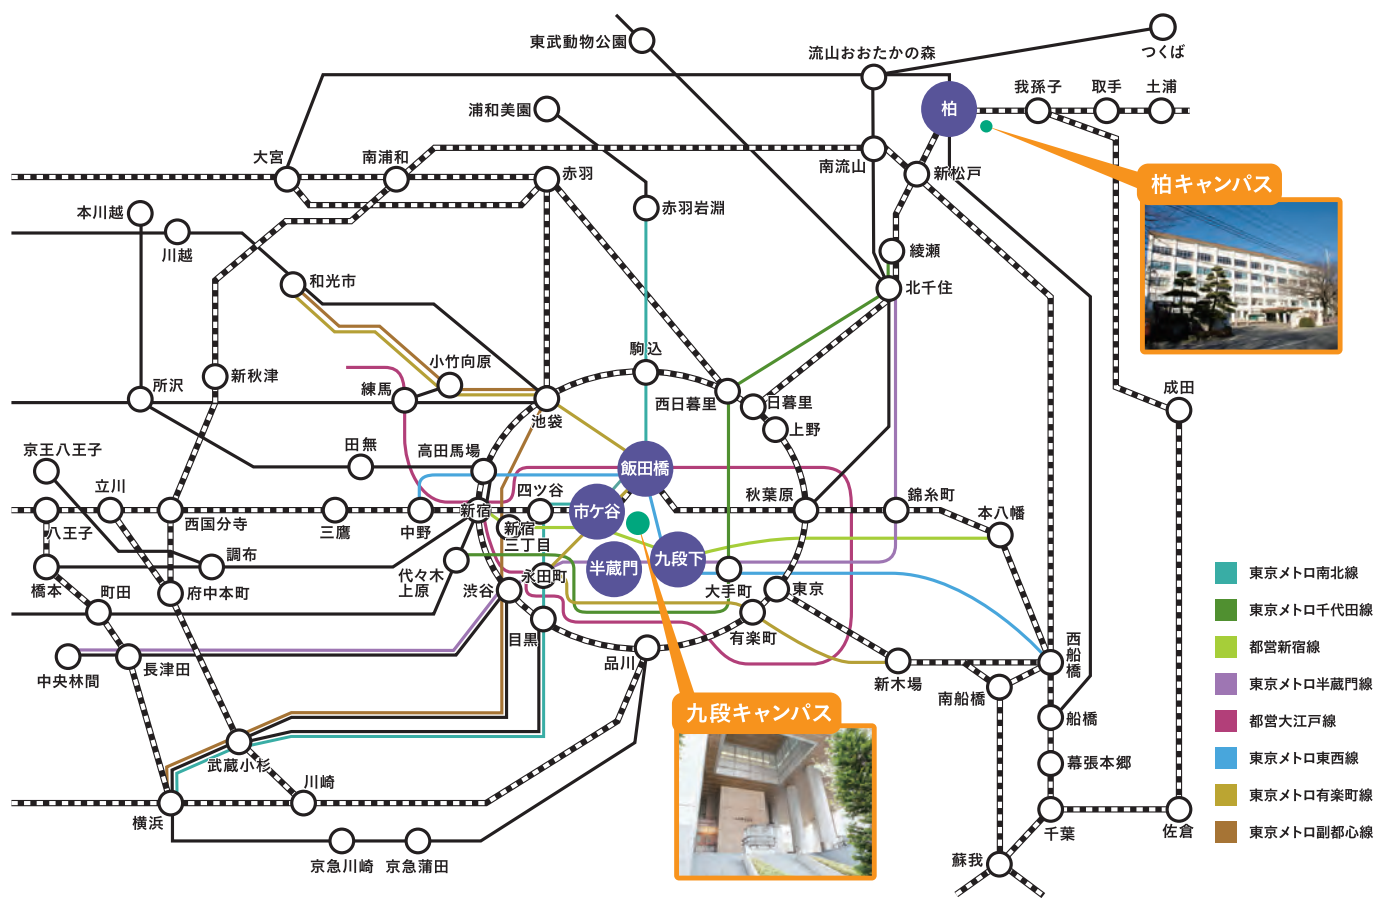 東武動物公園
流山おおたかの森
つくば
浦和美園
柏
我孫子
取手
土浦
大宮
南浦和
赤羽
南流山
新松戸
柏キャンパス
本川越
川越
赤羽岩淵
綾瀬
和光市
北千住
小竹向原
駒込
新秋津
所沢
練馬
池袋
西日暮里
日暮里
上野
成田
京王八王子
田無
高田馬場
飯田橋
立川
四ツ谷
市ケ谷
秋葉原
錦糸町
本八幡
八王子
西国分寺
三鷹
中野
新宿
新宿
三丁目
九段下
半蔵門
調布
代々木
上原
永田町
大手町
東京
橋本
町田
府中本町
渋谷
有楽町
目黒
品川
新木場
西船橋
南船橋
船橋
中央林間
長津田
九段キャンパス
武蔵小杉
川崎
幕張本郷
横浜
千葉
佐倉
京急川崎
京急蒲田
蘇我
東京メトロ南北線
東京メトロ千代田線
都営新宿線
東京メトロ半蔵門線
都営大江戸線
東京メトロ東西線
東京メトロ有楽町線
東京メトロ副都心線